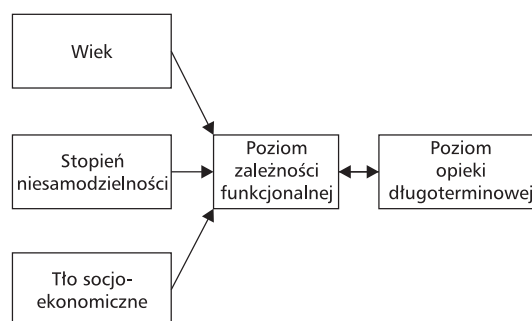 Wiek
Stopień
niesamodzielności
Tło socjo-
ekonomiczne
Poziom
zależności
funkcjonalnej
Poziom
opieki
długoterminowej